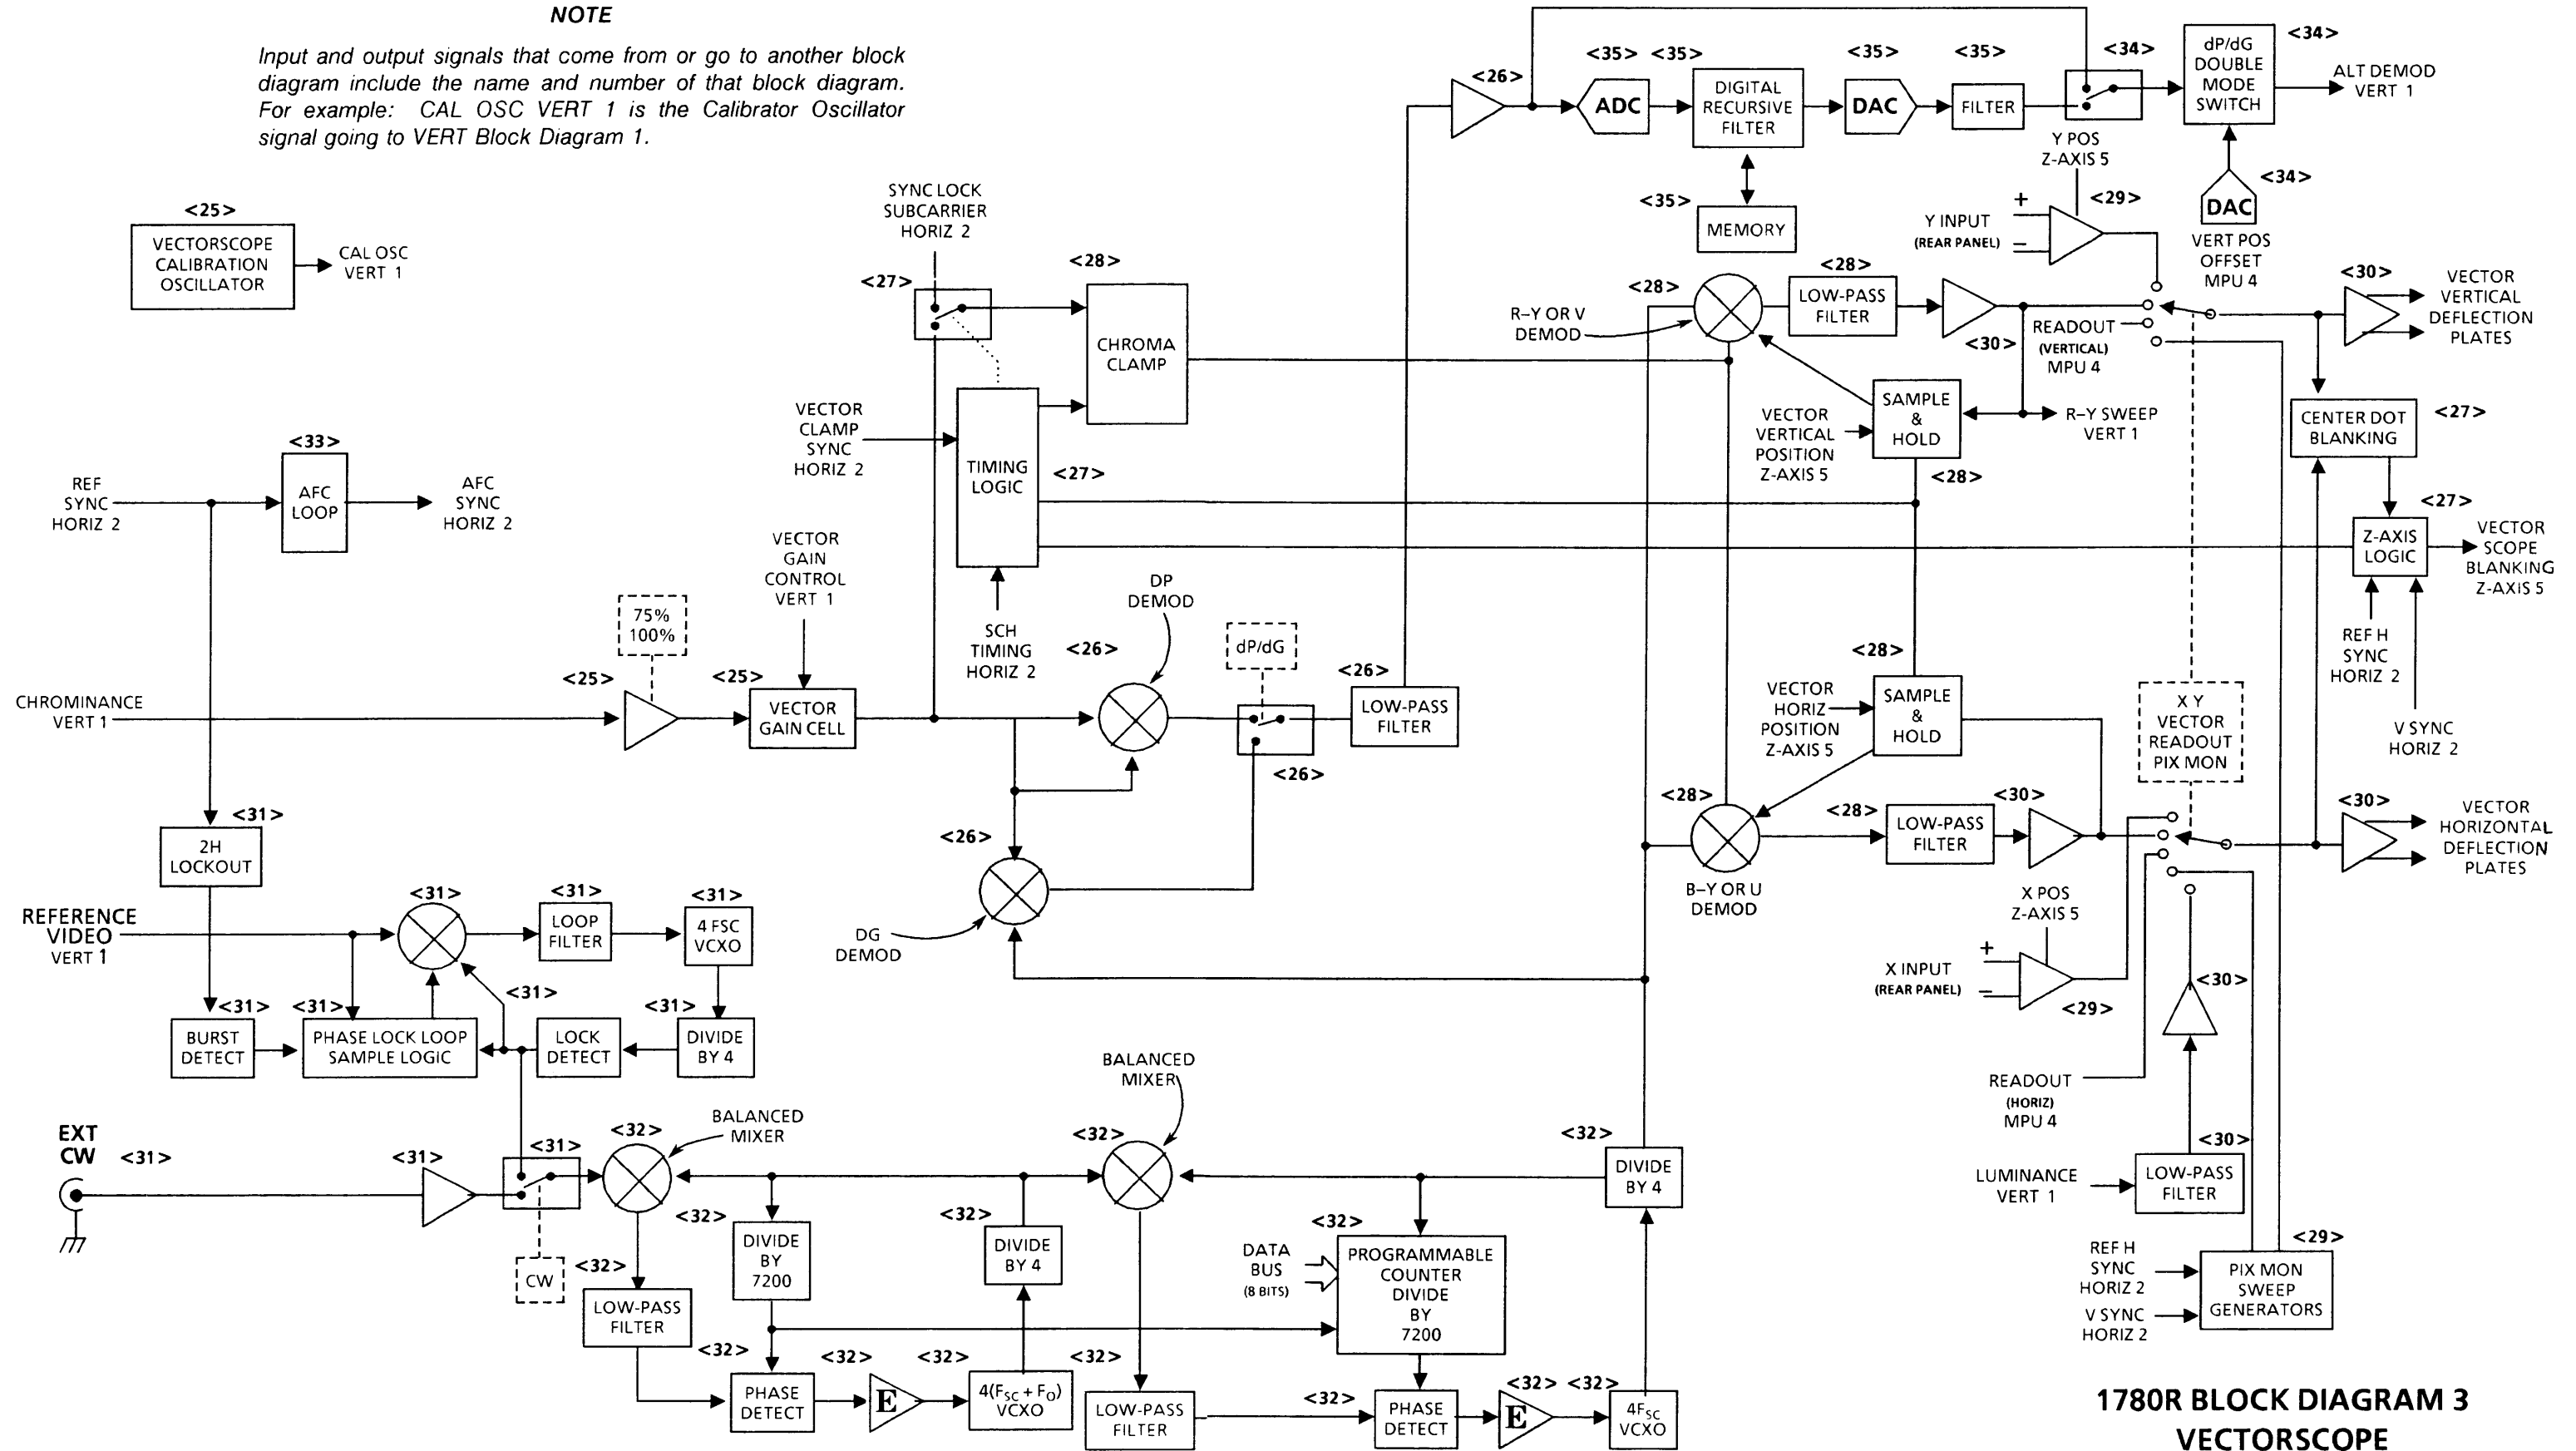 NOTE
Input and output signals that come from or go to another block
diagram include the name and number of that block diagram.
For example: CAL OSC VERT 1 is the Calibrator Oscillator
signal going to VERT Block Diagram 1.
<26>
<35>
<35>
<35>
<35>
<34>
<34>
ADC
DIGITAL
RECURSIVE
FILTER
DAC
FILTER
dP/dG
DOUBLE
MODE
SWITCH
ALT DEMOD
VERT 1
<35>
MEMORY
Y POS
Z-AXIS 5
<29>
Y INPUT
(REAR PANEL)
+
–
<34>
DAC
VERT POS
OFFSET
MPU 4
<25>
VECTORSCOPE
CALIBRATION
OSCILLATOR
CAL OSC
VERT 1
SYNC LOCK
SUBCARRIER
HORIZ 2
<27>
<28>
CHROMA
CLAMP
<28>
R–Y OR V
DEMOD
<28>
LOW-PASS
FILTER
<30>
READOUT
(VERTICAL)
MPU 4
<30>
VECTOR
VERTICAL
DEFLECTION
PLATES
VECTOR
CLAMP
SYNC
HORIZ 2
TIMING
LOGIC
<27>
VECTOR
VERTICAL
POSITION
Z-AXIS 5
SAMPLE
&
HOLD
<28>
R–Y SWEEP
VERT 1
CENTER DOT
BLANKING
<27>
<33>
REF
SYNC
HORIZ 2
AFC
LOOP
AFC
SYNC
HORIZ 2
<27>
Z-AXIS
LOGIC
VECTOR
SCOPE
BLANKING
Z-AXIS 5
REF H
SYNC
HORIZ 2
V SYNC
HORIZ 2
VECTOR
GAIN
CONTROL
VERT 1
75%
100%
SCH
TIMING
HORIZ 2
DP
DEMOD
<26>
dP/dG
<26>
<26>
LOW-PASS
FILTER
CHROMINANCE
VERT 1
<25>
<25>
VECTOR
GAIN CELL
<28>
VECTOR
HORIZ
POSITION
Z-AXIS 5
SAMPLE
&
HOLD
X Y
VECTOR
READOUT
PIX MON
<28>
B–Y OR U
DEMOD
<28>
LOW-PASS
FILTER
<30>
<30>
VECTOR
HORIZONTAL
DEFLECTION
PLATES
<31>
2H
LOCKOUT
<26>
DG
DEMOD
REFERENCE
VIDEO
VERT 1
<31>
<31>
LOOP
FILTER
<31>
4 FSC
VCXO
X POS
Z-AXIS 5
X INPUT
(REAR PANEL)
+
–
<29>
<30>
<31>
BURST
DETECT
<31>
PHASE LOCK LOOP
SAMPLE LOGIC
<31>
LOCK
DETECT
<31>
DIVIDE
BY 4
READOUT
(HORIZ)
MPU 4
EXT
CW
<31>
<31>
<31>
CW
<32>
BALANCED
MIXER
BALANCED
MIXER
<32>
<32>
DIVIDE
BY 4
<30>
LUMINANCE
VERT 1
LOW-PASS
FILTER
<32>
LOW-PASS
FILTER
<32>
DIVIDE
BY
7200
<32>
DIVIDE
BY 4
DATA
BUS
(8 BITS)
<32>
PROGRAMMABLE
COUNTER
DIVIDE
BY
7200
REF H
SYNC
HORIZ 2
V SYNC
HORIZ 2
<29>
PIX MON
SWEEP
GENERATORS
<32>
PHASE
DETECT
<32>
E
<32>
4(FSC + FO)
VCXO
<32>
LOW-PASS
FILTER
<32>
PHASE
DETECT
<32>
E
<32>
4FSC
VCXO
1780R BLOCK DIAGRAM 3
VECTORSCOPE